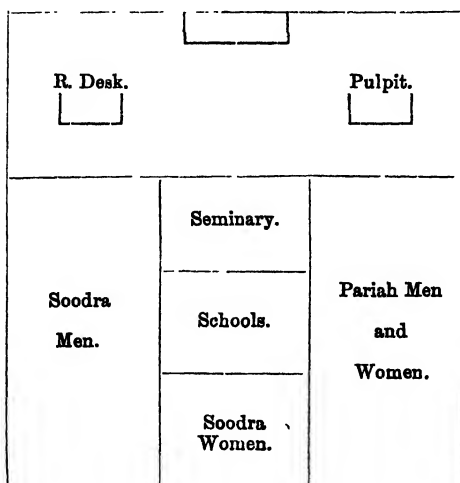 R. Desk.
Pulpit.
Seminary.
Soodra
Men.
Schools.
Pariah Men
and
Women.
Soodra
Women.